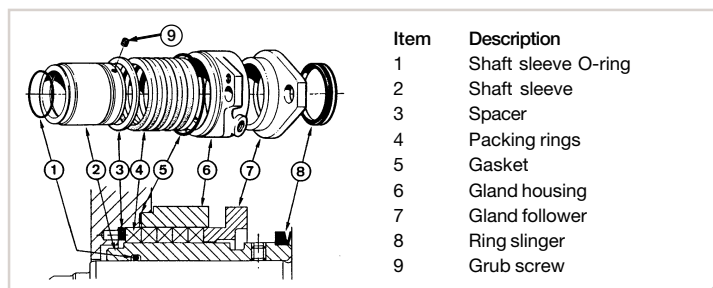 9
1
2
3
4
5
6
7
8
Item Description
1 Shaft sleeve O-ring
2 Shaft sleeve
3 Spacer
4 Packing rings
5 Gasket
6 Gland housing
7 Gland follower
8 Ring slinger
9 Grub screw